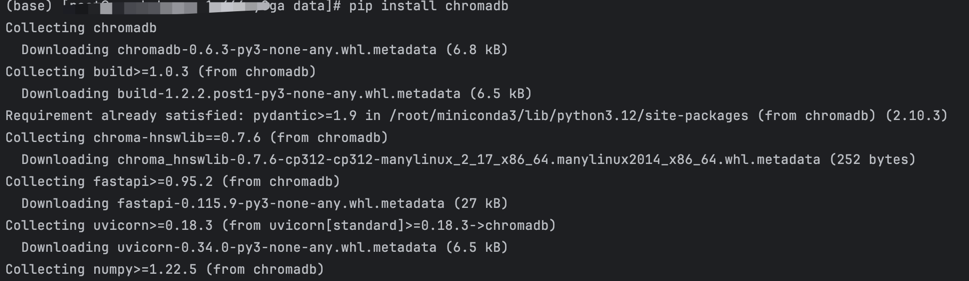 (base) [ ga data]# pip install chromadb
Collecting chromadb
  Downloading chromadb-0.6.3-py3-none-any.whl.metadata (6.8 kB)
Collecting build>=1.0.3 (from chromadb)
  Downloading build-1.2.2.post1-py3-none-any.whl.metadata (6.5 kB)
Requirement already satisfied: pydantic>=1.9 in /root/miniconda3/lib/python3.12/site-packages (from chromadb) (2.10.3)
Collecting chroma-hnswlib==0.7.6 (from chromadb)
  Downloading chroma_hnswlib-0.7.6-cp312-cp312-manylinux_2_17_x86_64.manylinux2014_x86_64.whl.metadata (252 bytes)
Collecting fastapi>=0.95.2 (from chromadb)
  Downloading fastapi-0.115.9-py3-none-any.whl.metadata (27 kB)
Collecting uvicorn>=0.18.3 (from uvicorn[standard]>=0.18.3->chromadb)
  Downloading uvicorn-0.34.0-py3-none-any.whl.metadata (6.5 kB)
Collecting numpy>=1.22.5 (from chromadb)